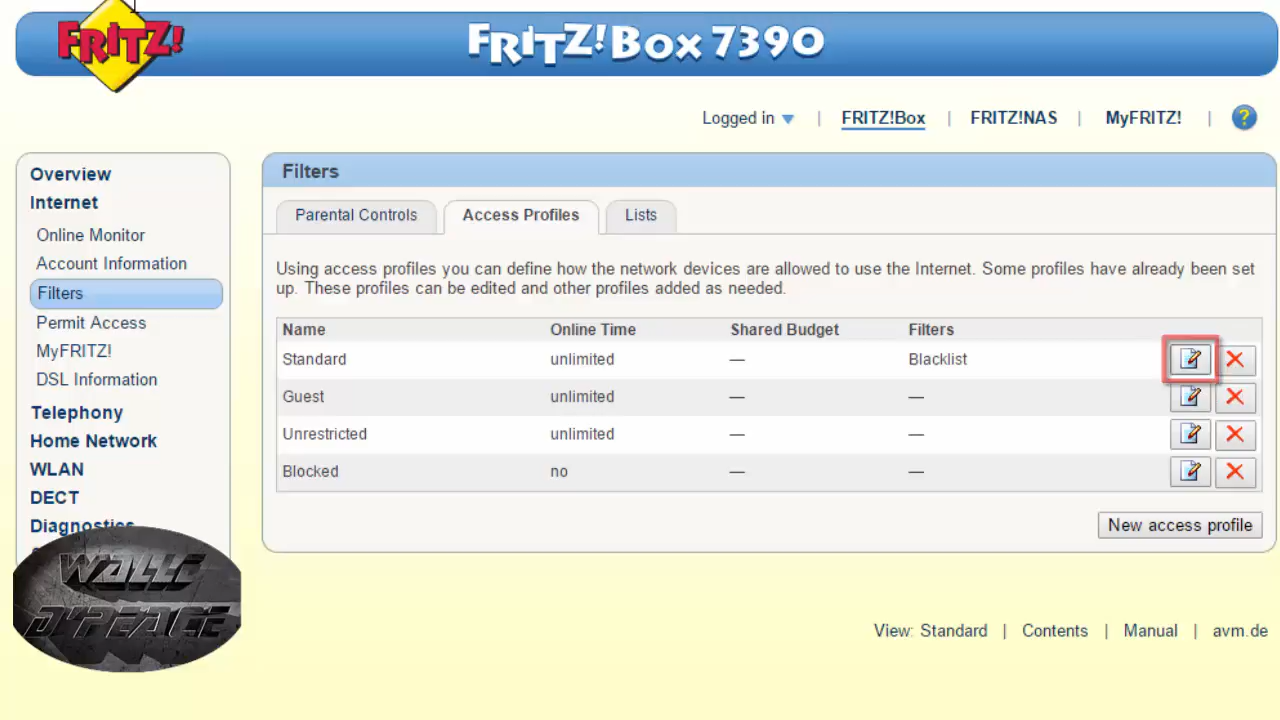 FRITZ!
FRITZ!Box 7390
Logged in | FRITZ!Box | FRITZ!NAS | MyFRITZ! | ?
Overview
Internet
Online Monitor
Account Information
Filters
Permit Access
MyFRITZ!
DSL Information
Telephony
Home Network
WLAN
DECT
Diagnostics
WALLE
D'PEACE
Filters
Parental Controls Access Profiles Lists
Using access profiles you can define how the network devices are allowed to use the Internet. Some profiles have already been set
up. These profiles can be edited and other profiles added as needed.
Name Online Time Shared Budget Filters
Standard unlimited — Blacklist
Guest unlimited — —
Unrestricted unlimited — —
Blocked no — —
New access profile
View: Standard | Contents | Manual | avm.de